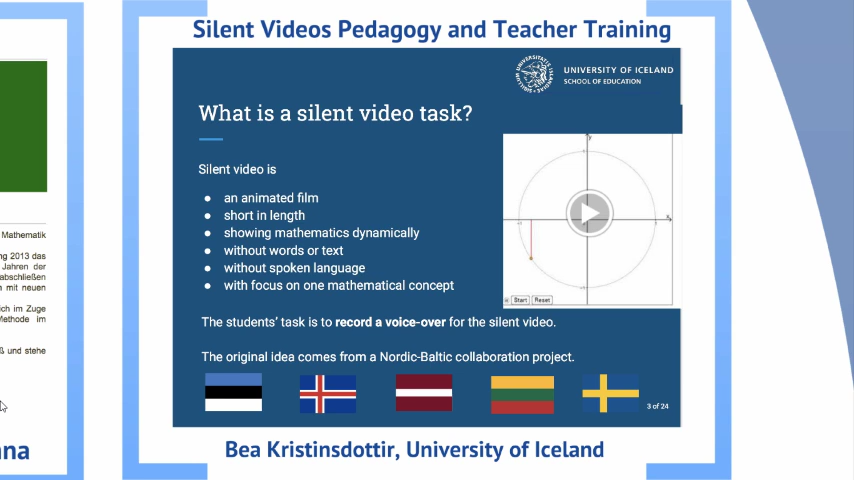 Silent Videos Pedagogy and Teacher Training
UNIVERSITY OF ICELAND
SCHOOL OF EDUCATION
What is a silent video task?
Silent video is
● an animated film
● short in length
● showing mathematics dynamically
● without words or text
● without spoken language
● with focus on one mathematical concept
Start Reset
The students’ task is to record a voice-over for the silent video.
The original idea comes from a Nordic-Baltic collaboration project.
3 of 24
Bea Kristinsdottir, University of Iceland
Mathematik
ng 2013 das
Jahren der
abschließen
n mit neuen
ich im Zuge
Methode im
ß und stehe
na